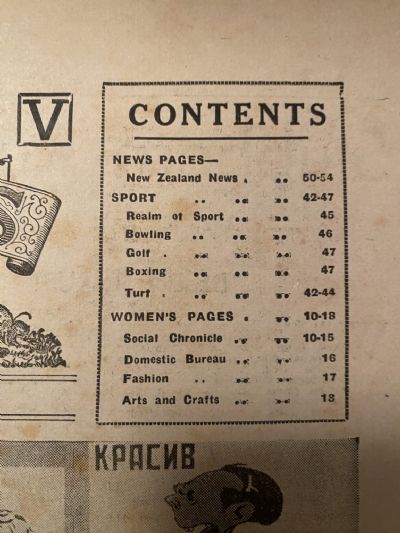 V
CONTENTS
NEWS PAGES—
New Zealand News . .. 50-54
SPORT .. .. .. 42-47
Realm of Sport .. .. 45
Bowling .. .. .. 46
Golf . .. .. .. 47
Boxing .. .. .. 47
Turf . .. .. .. 42-44
WOMEN'S PAGES . .. 10-18
Social Chronicle .. .. 10-15
Domestic Bureau .. .. 16
Fashion .. .. .. 17
Arts and Crafts .. .. 18
КРАСИВ